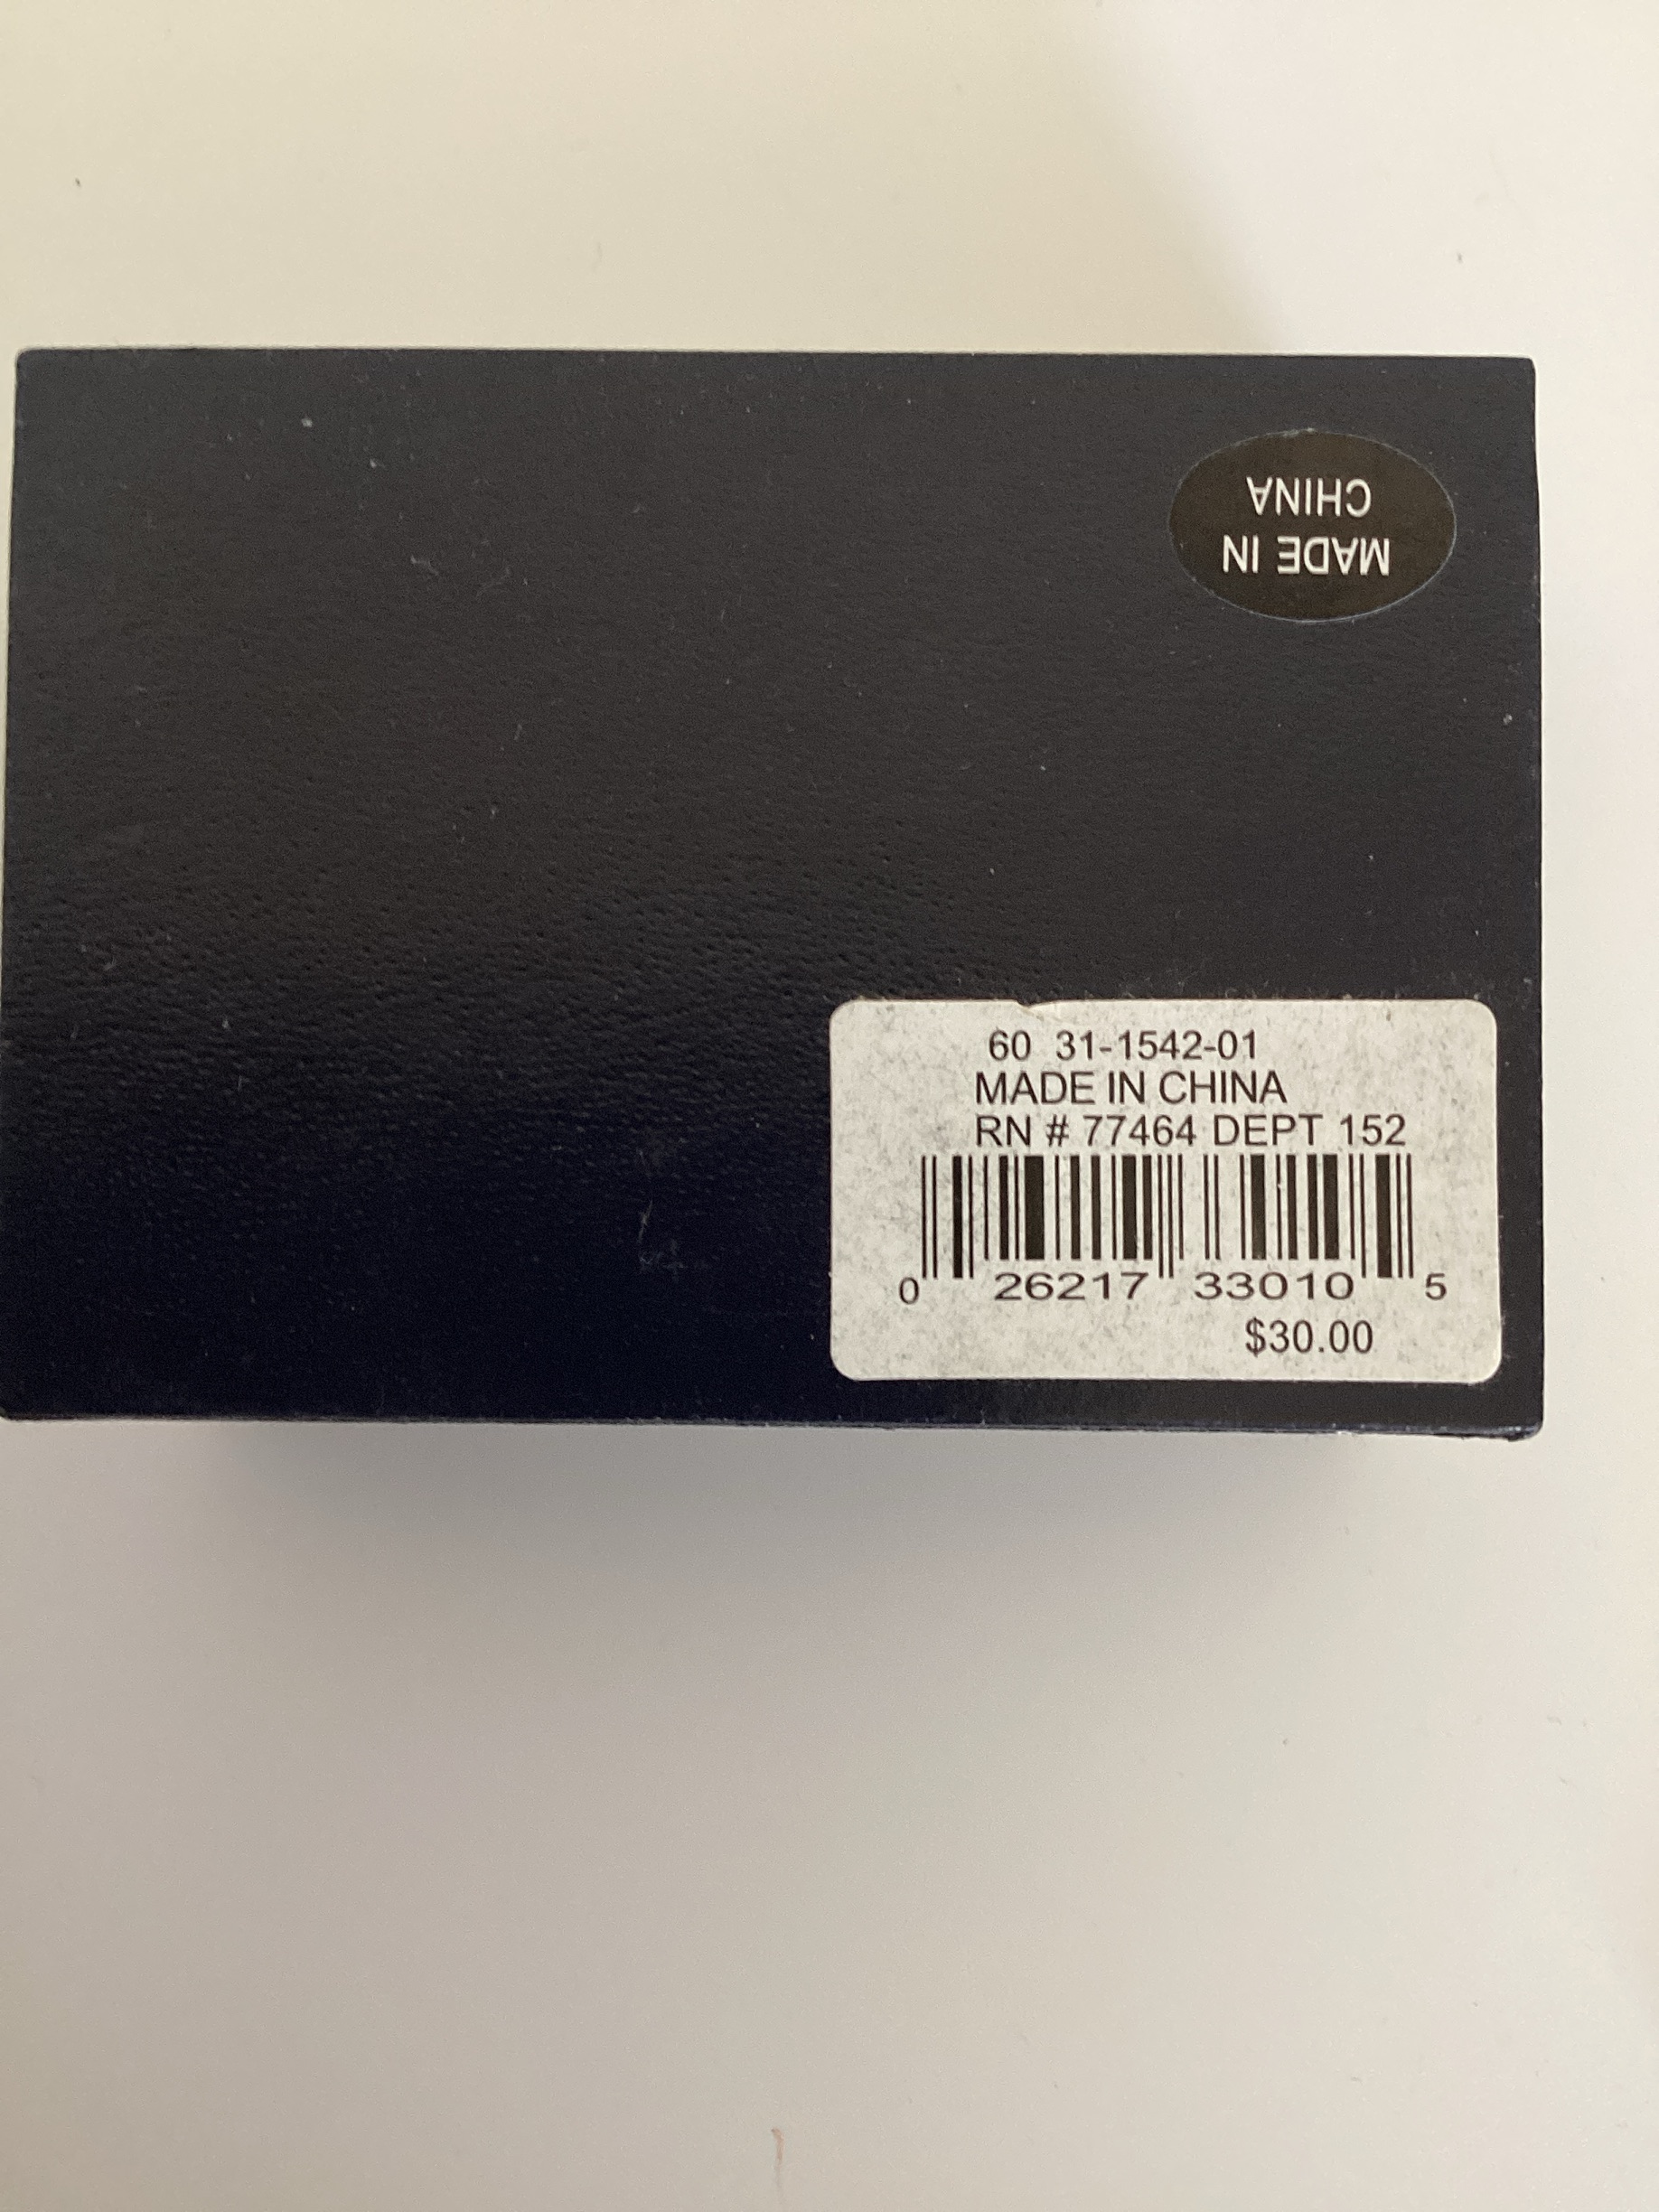 MADE IN
CHINA
60 31-1542-01
MADE IN CHINA
RN # 77464 DEPT 152
0 26217 33010 5
$30.00